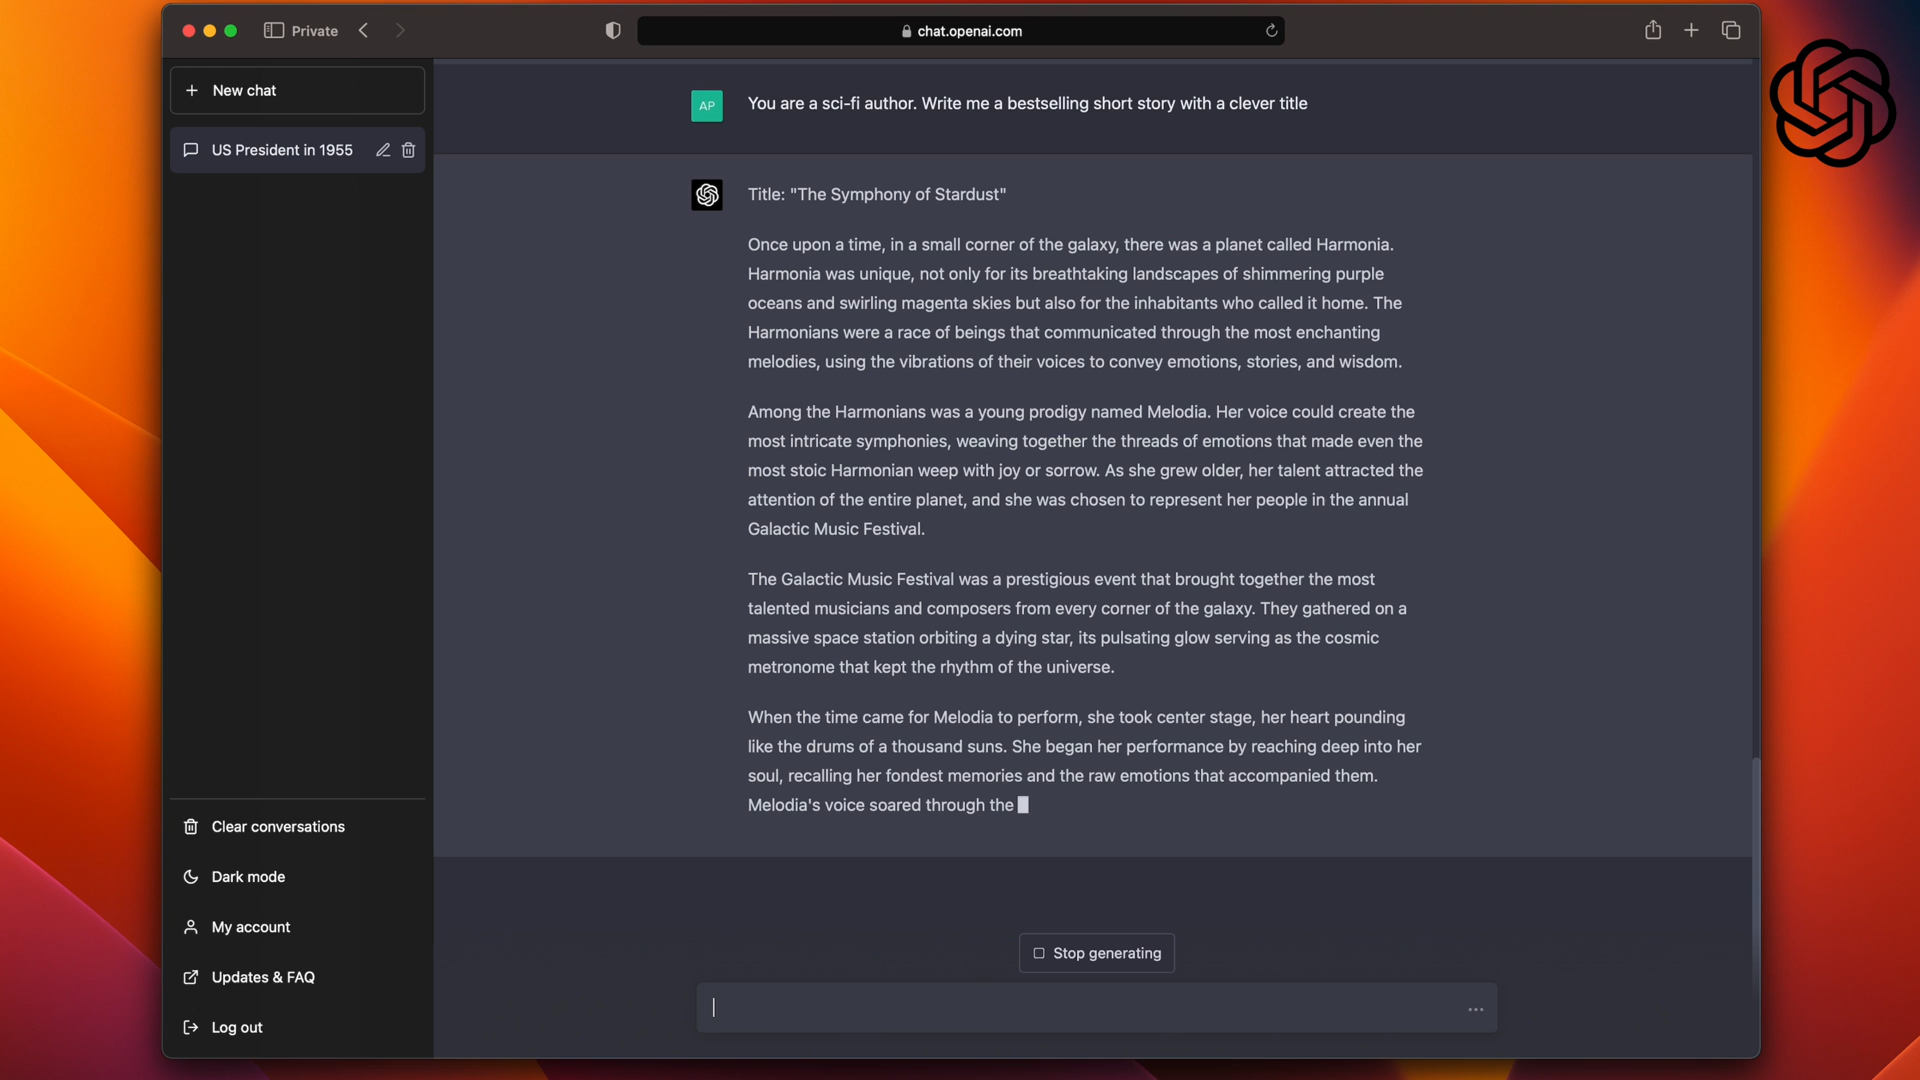 Private
chat.openai.com
New chat
US President in 1955
AP
You are a sci-fi author. Write me a bestselling short story with a clever title
Title: "The Symphony of Stardust"
Once upon a time, in a small corner of the galaxy, there was a planet called Harmonia.
Harmonia was unique, not only for its breathtaking landscapes of shimmering purple
oceans and swirling magenta skies but also for the inhabitants who called it home. The
Harmonians were a race of beings that communicated through the most enchanting
melodies, using the vibrations of their voices to convey emotions, stories, and wisdom.
Among the Harmonians was a young prodigy named Melodia. Her voice could create the
most intricate symphonies, weaving together the threads of emotions that made even the
most stoic Harmonian weep with joy or sorrow. As she grew older, her talent attracted the
attention of the entire planet, and she was chosen to represent her people in the annual
Galactic Music Festival.
The Galactic Music Festival was a prestigious event that brought together the most
talented musicians and composers from every corner of the galaxy. They gathered on a
massive space station orbiting a dying star, its pulsating glow serving as the cosmic
metronome that kept the rhythm of the universe.
When the time came for Melodia to perform, she took center stage, her heart pounding
like the drums of a thousand suns. She began her performance by reaching deep into her
soul, recalling her fondest memories and the raw emotions that accompanied them.
Melodia's voice soared through the
Clear conversations
Dark mode
My account
Updates & FAQ
Log out
Stop generating